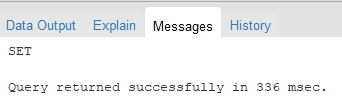 Data Output Explain Messages History
SET
Query returned successfully in 336 msec.